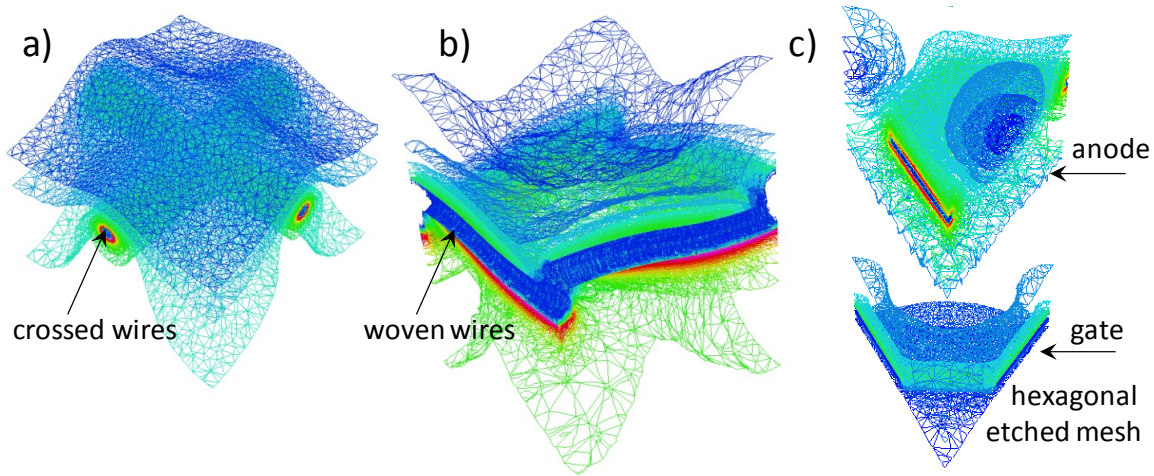 a)
b)
c)
crossed wires
woven wires
anode
gate
hexagonal
etched mesh